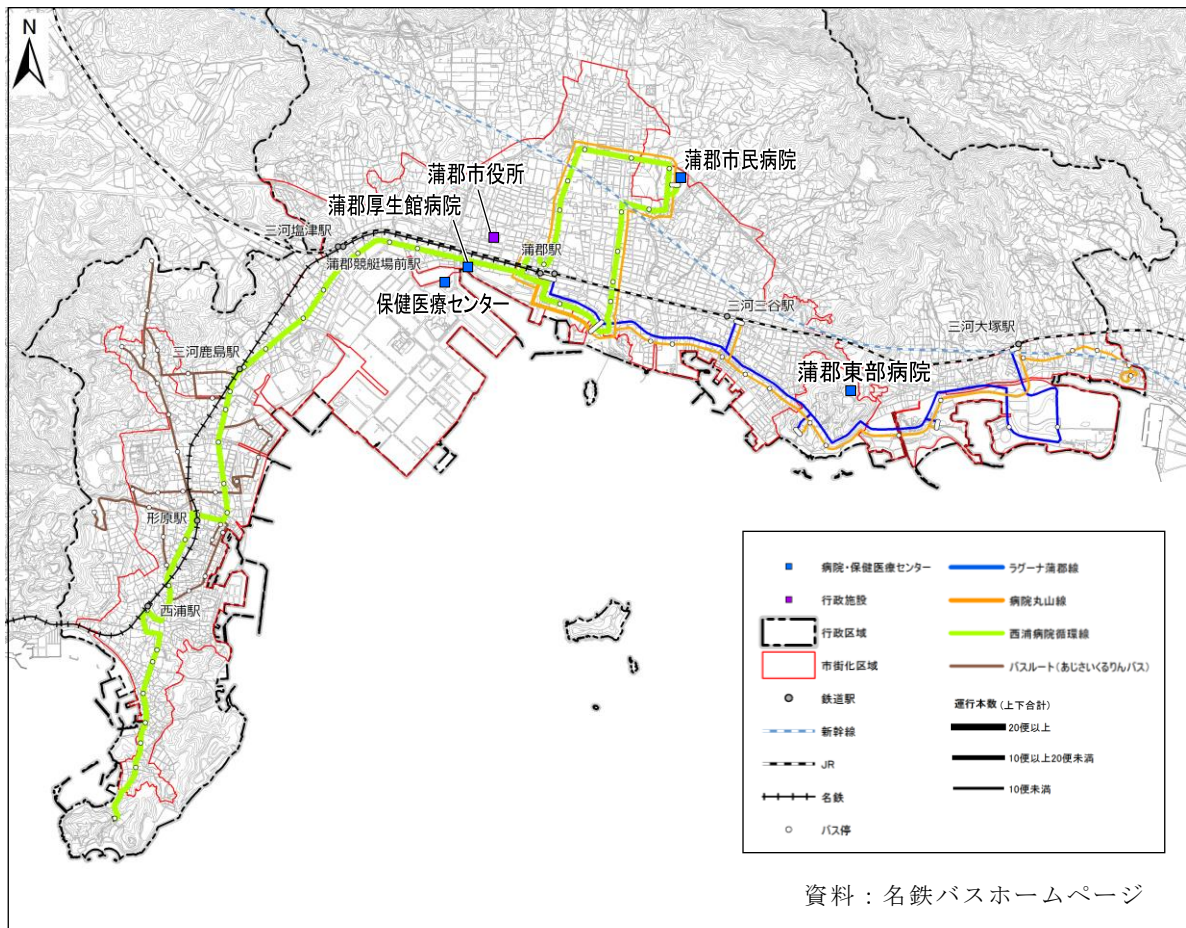 N
蒲郡市民病院
蒲郡市役所
蒲郡厚生館病院
三河塩津駅
蒲郡駅
蒲郡競艇場前駅
保健医療センター
三河三谷駅
三河大塚駅
三河鹿島駅
蒲郡東部病院
形原駅
西浦駅
病院・保健医療センター
行政施設
行政区域
市街化区域
鉄道駅
新幹線
JR
名鉄
バス停
ラグーナ蒲郡線
病院丸山線
西浦病院循環線
バスルート(あじさいくるりんバス)
運行本数(上下合計)
20便以上
10便以上20便未満
10便未満
資料：名鉄バスホームページ